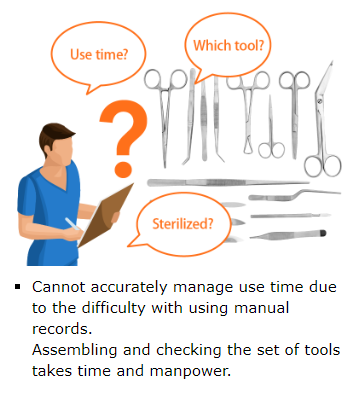 Use time?
Which tool?
?
Sterilized?
▪ Cannot accurately manage use time due
to the difficulty with using manual
records.
Assembling and checking the set of tools
takes time and manpower.